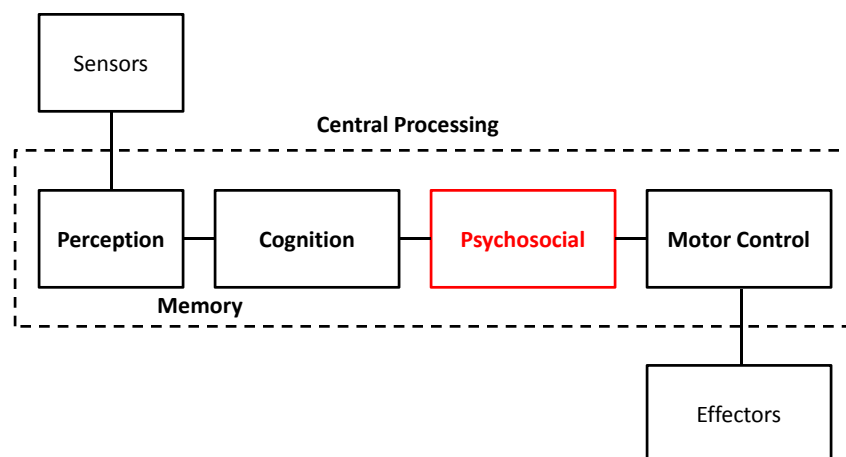 Sensors
Central Processing
Perception
Cognition
Psychosocial
Motor Control
Memory
Effectors